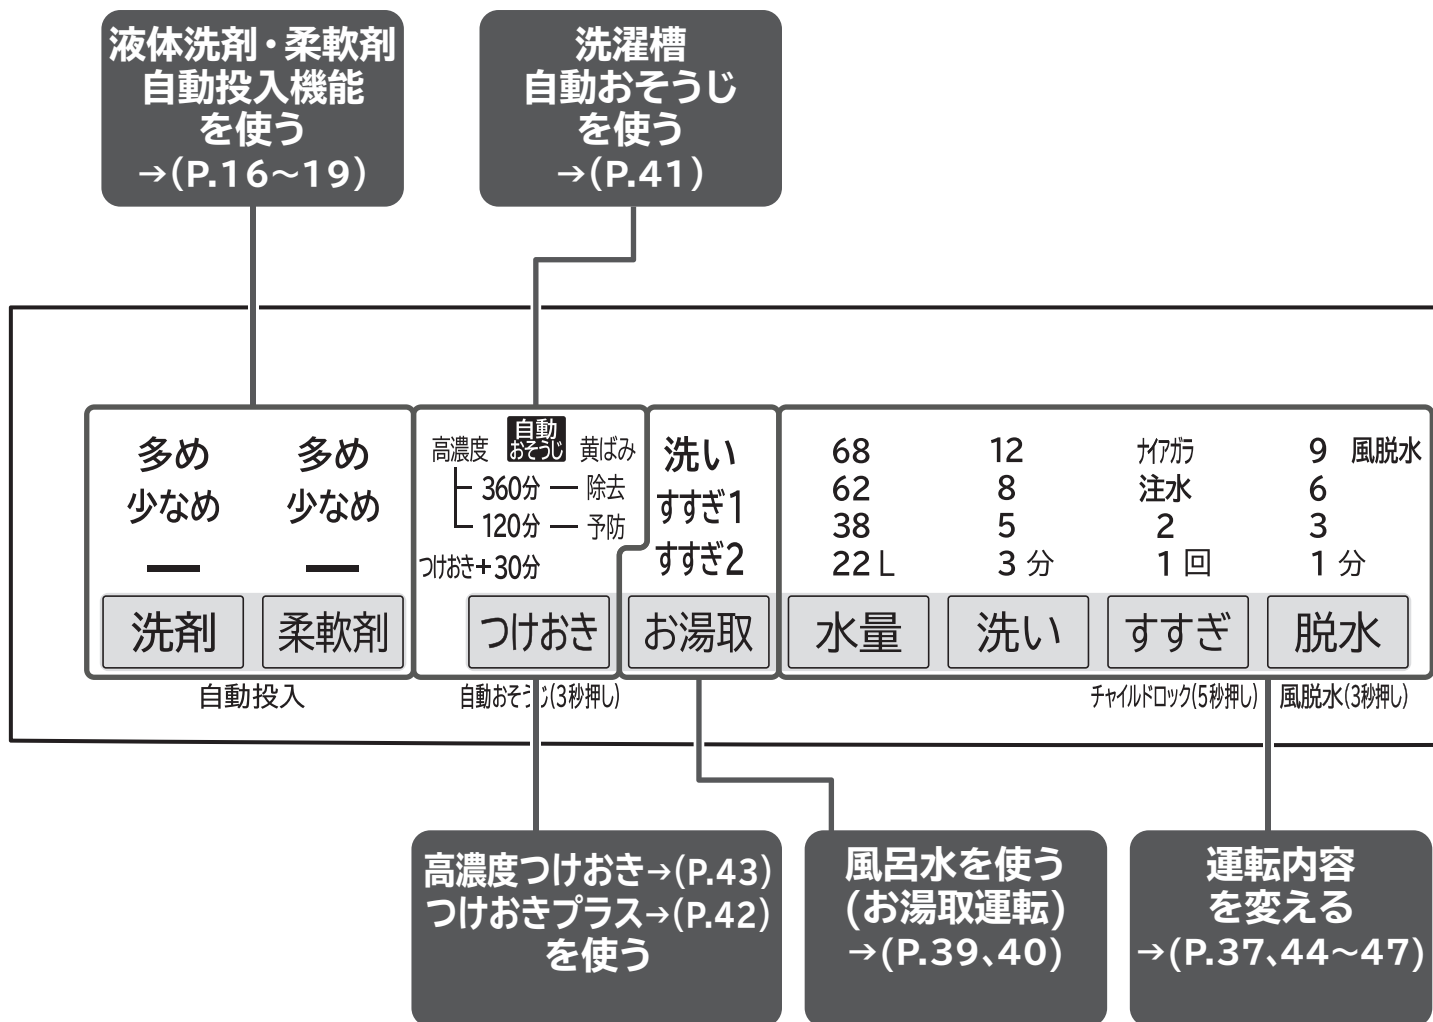 液体洗剤・柔軟剤
自動投入機能
を使う
→(P.16~19)
洗濯槽
自動おそうじ
を使う
→(P.41)
多め
少なめ
洗剤
多め
少なめ
柔軟剤
自動投入
自動
おそうじ
高濃度 黄ばみ
360分 除去
120分 予防
つけおき+30分
つけおき
自動おそうじ(3秒押し)
洗い
すすぎ1
すすぎ2
お湯取
68
62
38
22 L
水量
12
8
5
3 分
洗い
ナイアガラ
注水
2
1 回
すすぎ
チャイルドロック(5秒押し)
9 風脱水
6
3
1 分
脱水
風脱水(3秒押し)
高濃度つけおき→(P.43)
つけおきプラス→(P.42)
を使う
風呂水を使う
(お湯取運転)
→(P.39、40)
運転内容
を変える
→(P.37、44~47)